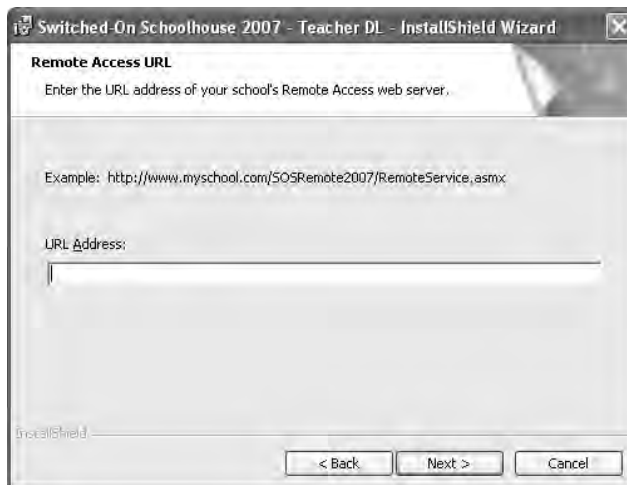 Switched-On Schoolhouse 2007 - Teacher DL - InstallShield Wizard
Remote Access URL
Enter the URL address of your school's Remote Access web server.
Example: http://www.myschool.com/SOSRemote2007/RemoteService.asmx
URL Address:
InstallShield
< Back Next > Cancel